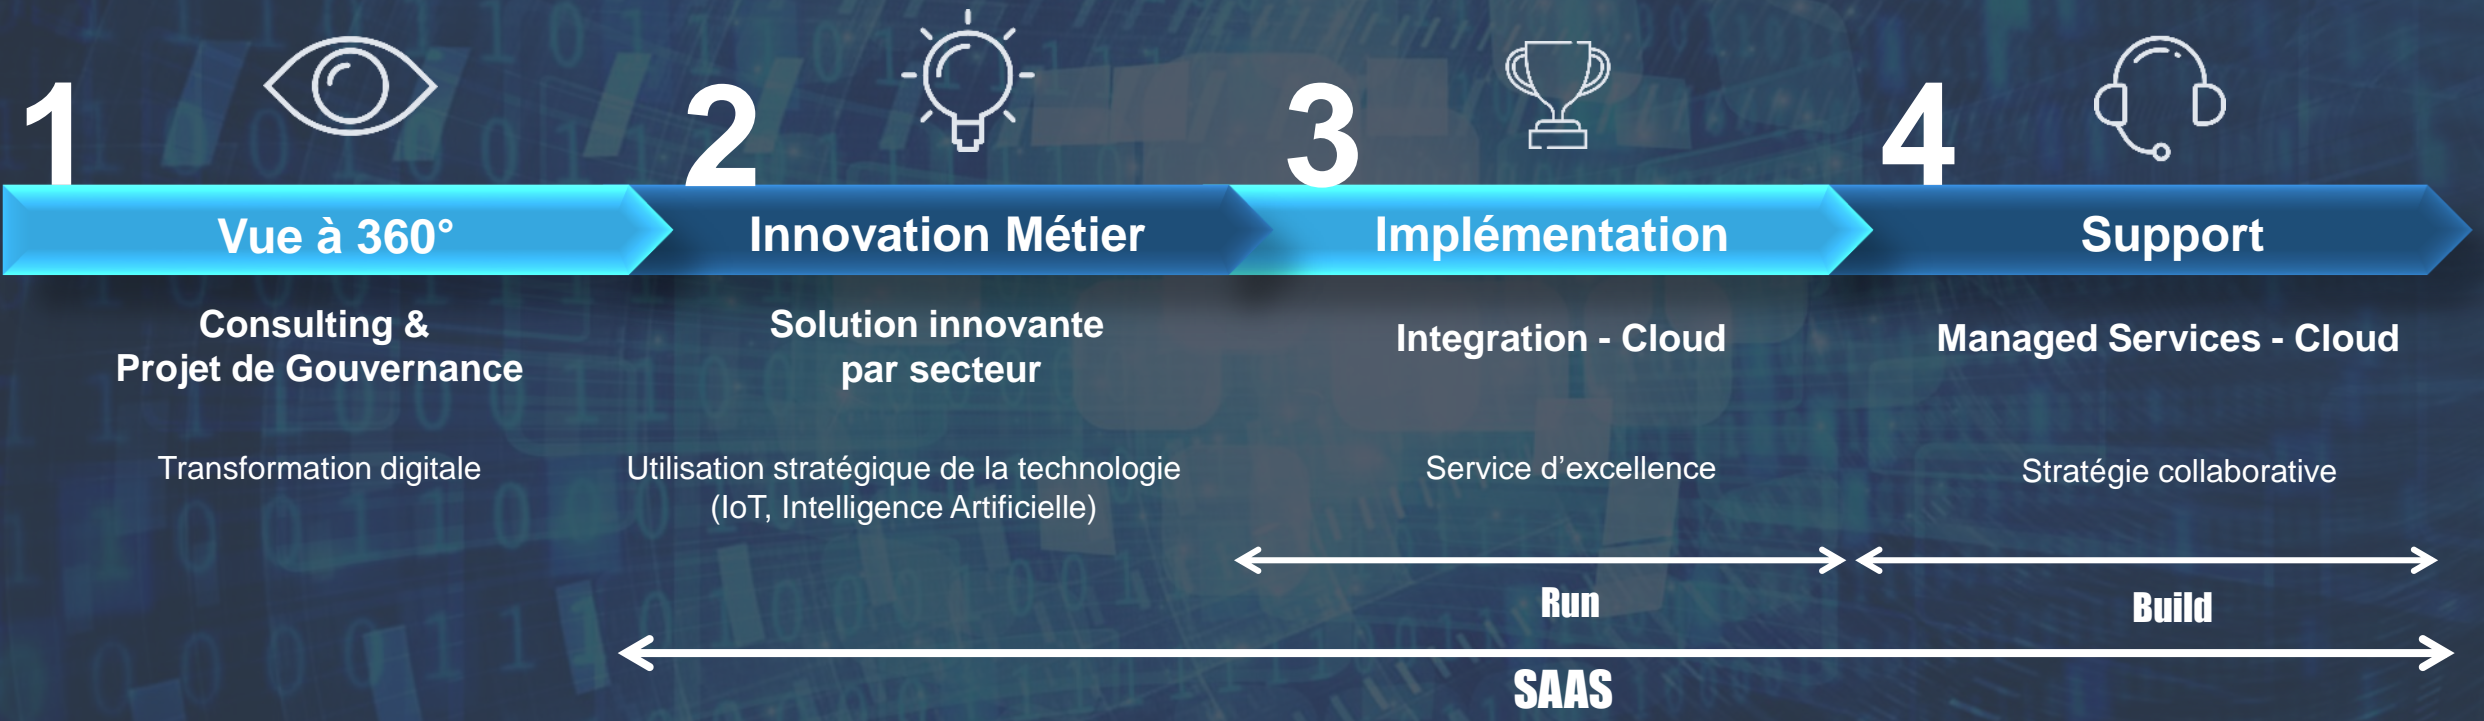 1
Vue à 360°
Consulting &
Projet de Gouvernance
Transformation digitale
2
Innovation Métier
Solution innovante
par secteur
Utilisation stratégique de la technologie
(IoT, Intelligence Artificielle)
3
Implémentation
Integration - Cloud
Service d’excellence
4
Support
Managed Services - Cloud
Stratégie collaborative
Run
Build
SAAS